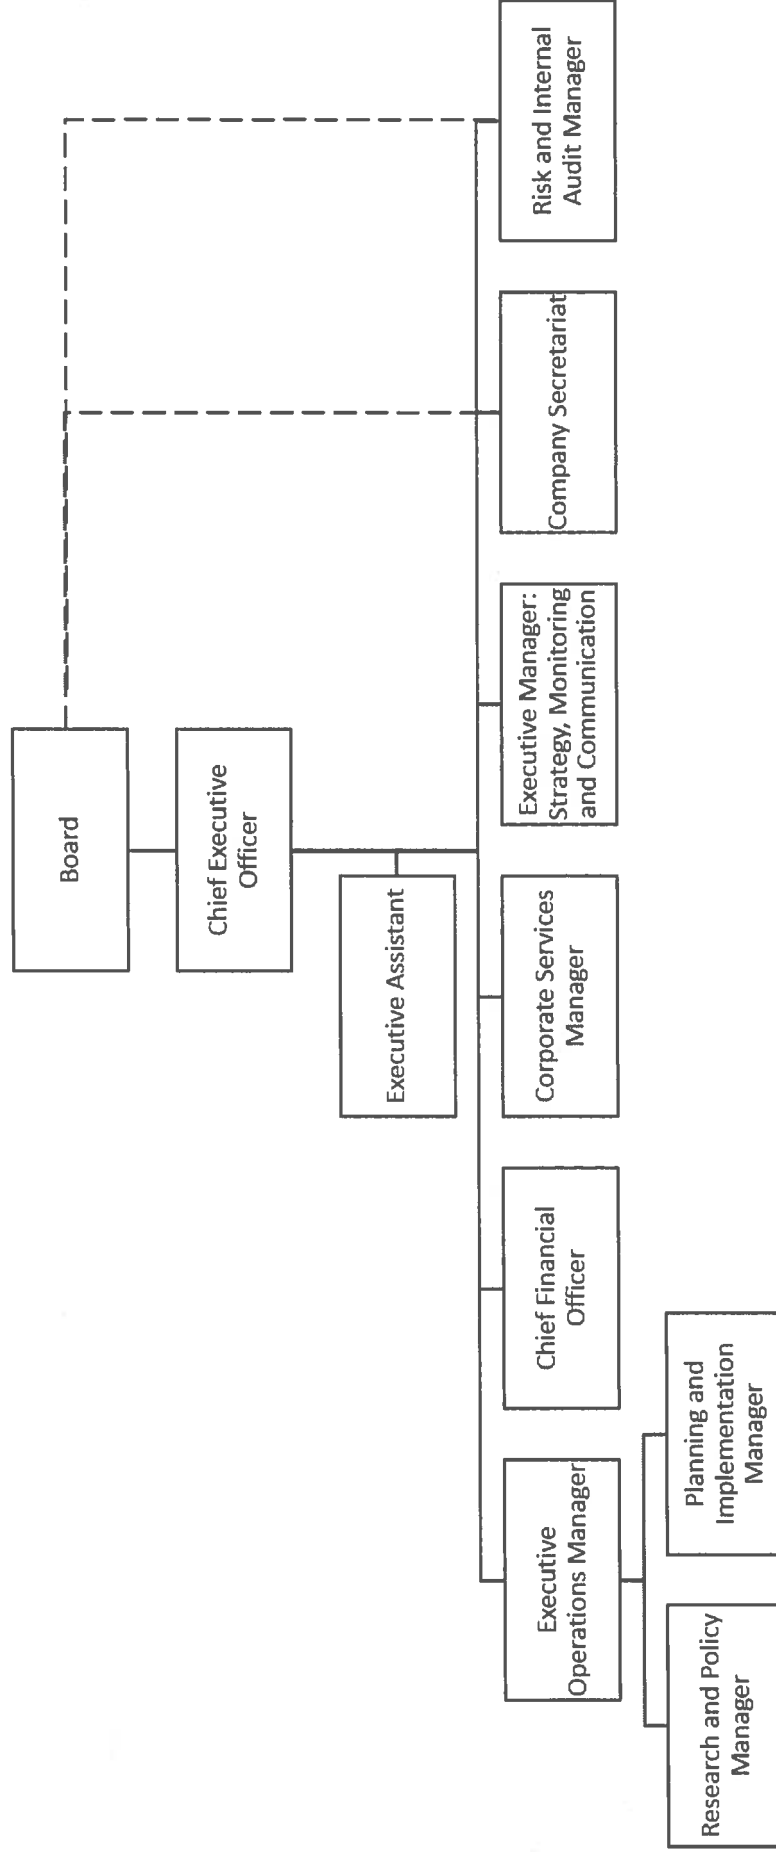 Board
Chief Executive
Officer
Executive Assistant
Executive
Operations Manager
Chief Financial
Officer
Corporate Services
Manager
Executive Manager:
Strategy, Monitoring
and Communication
Company Secretariat
Risk and Internal
Audit Manager
Research and Policy
Manager
Planning and
Implementation
Manager